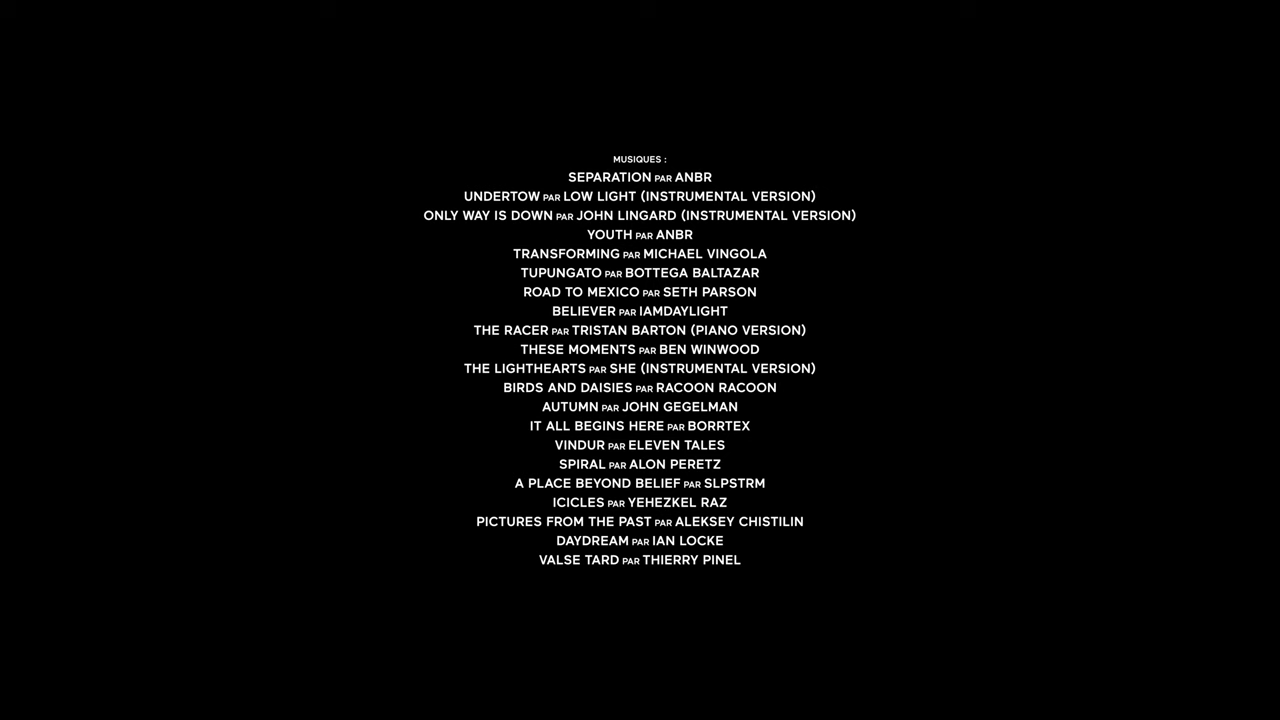 MUSIQUES :
SEPARATION PAR ANBR
UNDERTOW PAR LOW LIGHT (INSTRUMENTAL VERSION)
ONLY WAY IS DOWN PAR JOHN LINGARD (INSTRUMENTAL VERSION)
YOUTH PAR ANBR
TRANSFORMING PAR MICHAEL VINGOLA
TUPUNGATO PAR BOTTEGA BALTAZAR
ROAD TO MEXICO PAR SETH PARSON
BELIEVER PAR IAMDAYLIGHT
THE RACER PAR TRISTAN BARTON (PIANO VERSION)
THESE MOMENTS PAR BEN WINWOOD
THE LIGHTHEARTS PAR SHE (INSTRUMENTAL VERSION)
BIRDS AND DAISIES PAR RACOON RACOON
AUTUMN PAR JOHN GEGELMAN
IT ALL BEGINS HERE PAR BORRTEX
VINDUR PAR ELEVEN TALES
SPIRAL PAR ALON PERETZ
A PLACE BEYOND BELIEF PAR SLPSTRM
ICICLES PAR YEHEZKEL RAZ
PICTURES FROM THE PAST PAR ALEKSEY CHISTILIN
DAYDREAM PAR IAN LOCKE
VALSE TARD PAR THIERRY PINEL